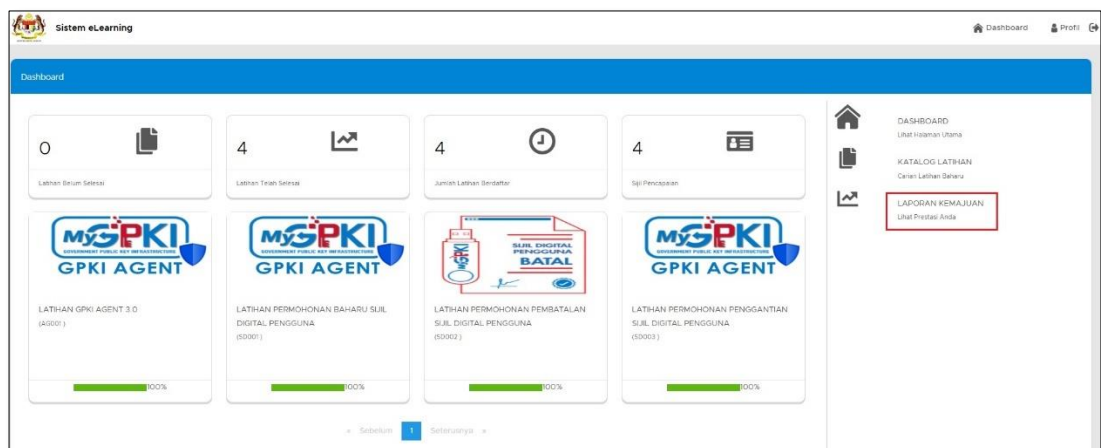 Sistem eLearning
Dashboard
Profil
Dashboard
0
Latihan Belum Selesai
4
Latihan Telah Selesai
4
Jumlah Latihan Berdaftar
4
Sijil Pencapaian
MyGPKI
GOVERNMENT PUBLIC KEY INFRASTRUCTURE
GPKI AGENT
LATIHAN GPKI AGENT 3.0
(AG001 )
100%
MyGPKI
GOVERNMENT PUBLIC KEY INFRASTRUCTURE
GPKI AGENT
LATIHAN PERMOHONAN BAHARU SIJIL
DIGITAL PENGGUNA
(SD001 )
100%
MyGPKI
SIJIL DIGITAL
PENGGUNA
BATAL
LATIHAN PERMOHONAN PEMBATALAN
SIJIL DIGITAL PENGGUNA
(SD002 )
100%
MyGPKI
GOVERNMENT PUBLIC KEY INFRASTRUCTURE
GPKI AGENT
LATIHAN PERMOHONAN PENGGANTIAN
SIJIL DIGITAL PENGGUNA
(SD003 )
100%
« Sebelum 1 Seterusnya »
DASHBOARD
Lihat Halaman Utama
KATALOG LATIHAN
Carian Latihan Baharu
LAPORAN KEMAJUAN
Lihat Prestasi Anda